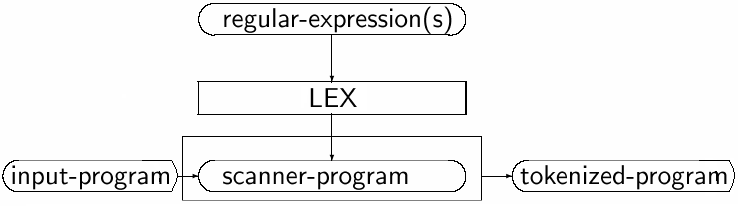 regular-expression(s)
LEX
input-program
scanner-program
tokenized-program